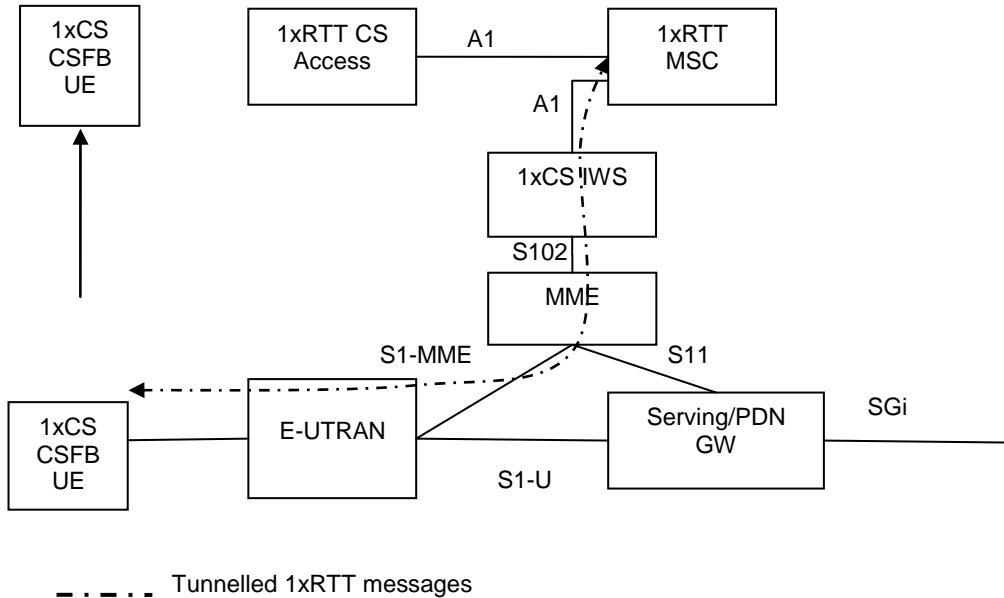 1xCS
CSFB
UE
1xRTT CS
Access
A1
1xRTT
MSC
A1
1xCS IWS
S102
MME
S1-MME
S11
1xCS
CSFB
UE
E-UTRAN
Serving/PDN
GW
SGi
S1-U
Tunnelled 1xRTT messages